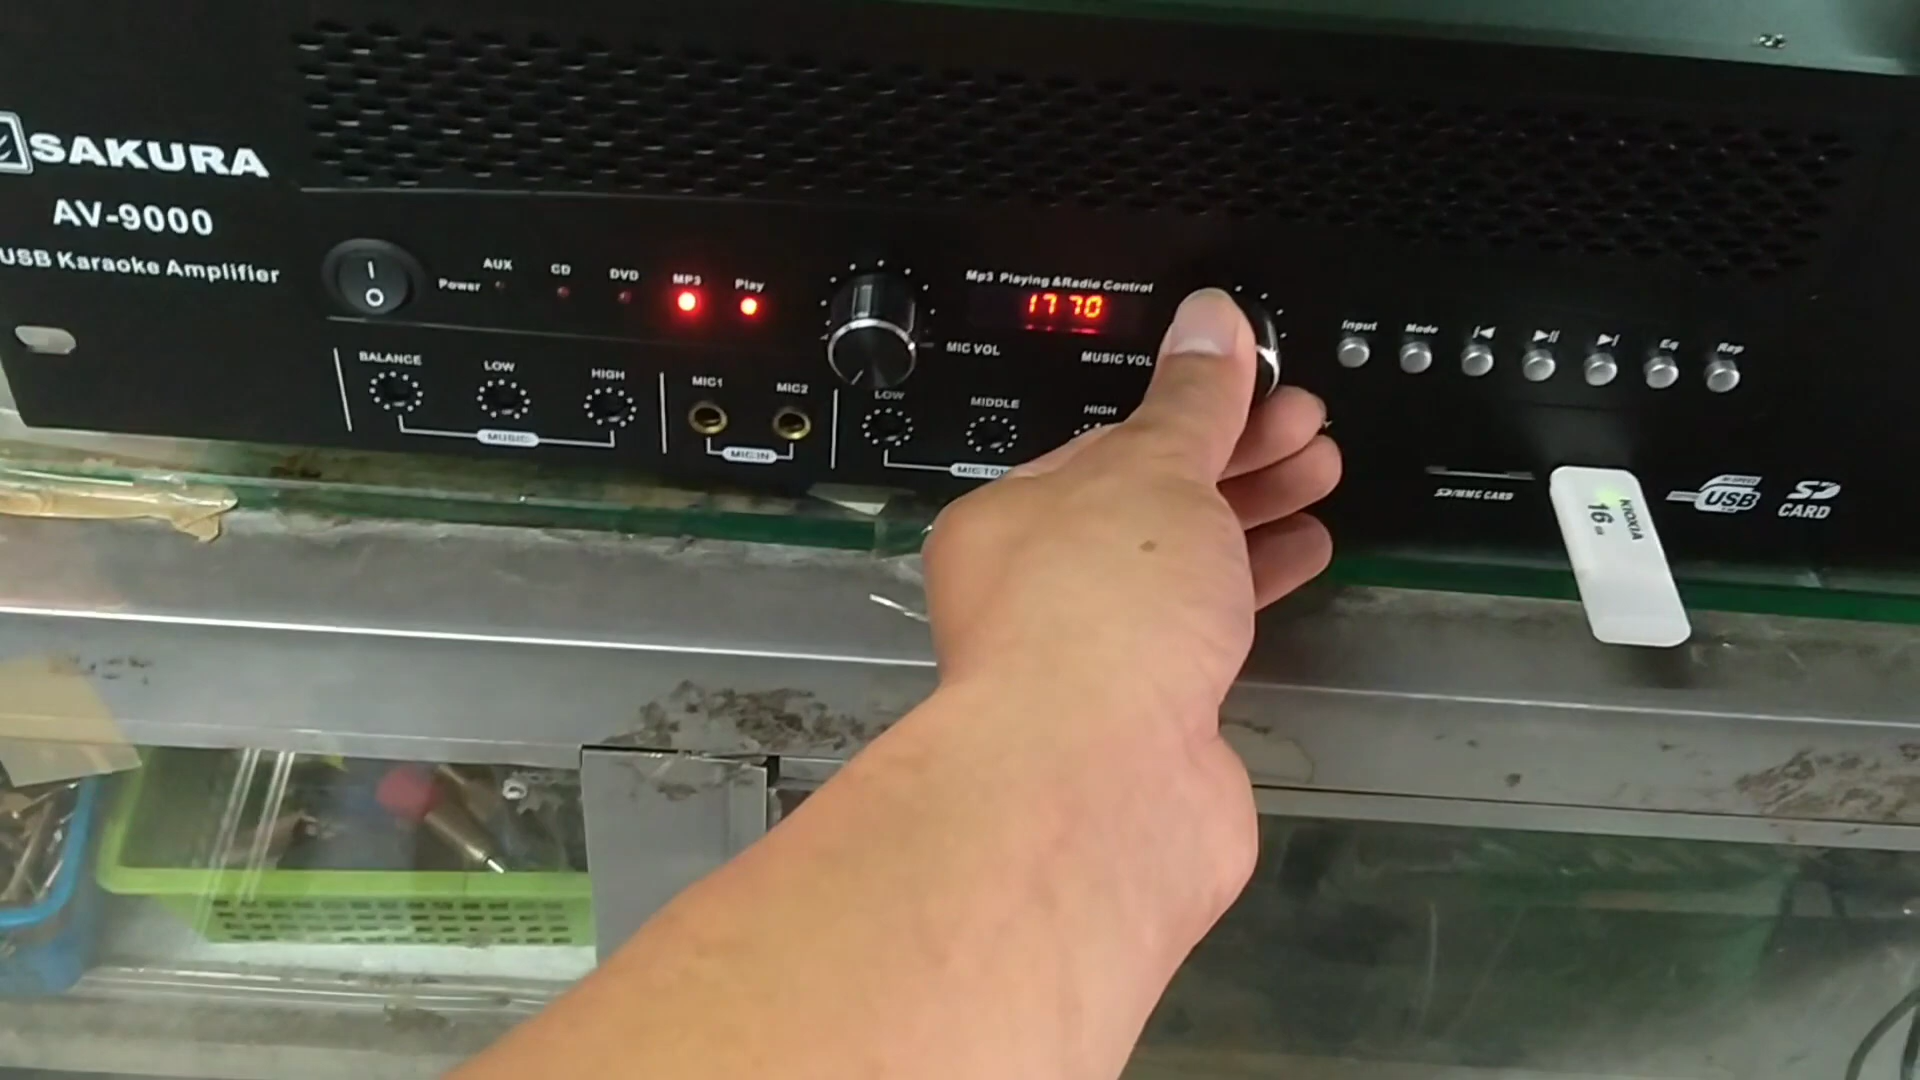 SAKURA
AV-9000
USB Karaoke Amplifier
I
O
Power
AUX
CD
DVD
MP3
Play
Mp3 Playing &Radio Control
1770
MIC VOL
MUSIC VOL
Input
Mode
Eq
Rep
BALANCE
LOW
HIGH
MUSIC
MIC1
MIC2
MIC IN
LOW
MIDDLE
HIGH
SD/MMC CARD
KIOXIA
16 GB
USB
SD
CARD